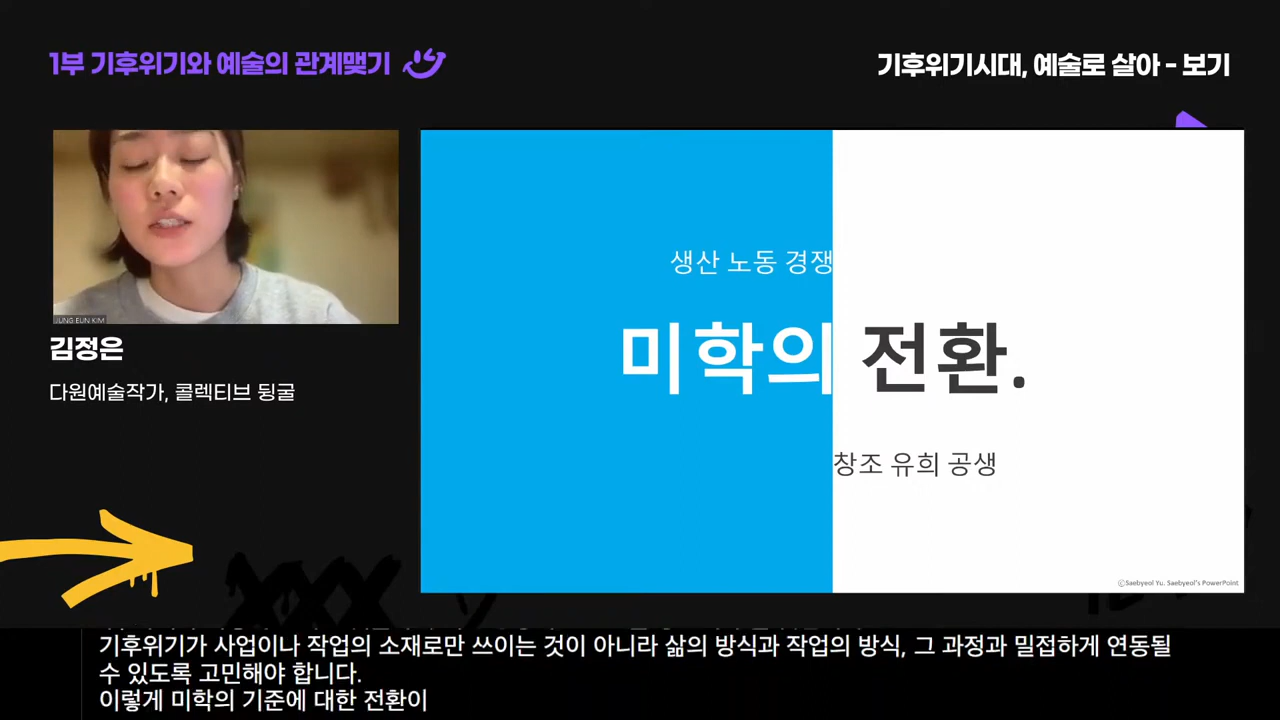 1부 기후위기와 예술의 관계맺기
기후위기시대, 예술로 살아 - 보기
JUNG EUN KIM
김정은
다원예술작가, 콜렉티브 뒹굴
생산 노동 경쟁
미학의 전환.
창조 유희 공생
ⓒSaebyeol Yu. Saebyeol's PowerPoint
기후위기가 사업이나 작업의 소재로만 쓰이는 것이 아니라 삶의 방식과 작업의 방식, 그 과정과 밀접하게 연동될
수 있도록 고민해야 합니다.
이렇게 미학의 기준에 대한 전환이